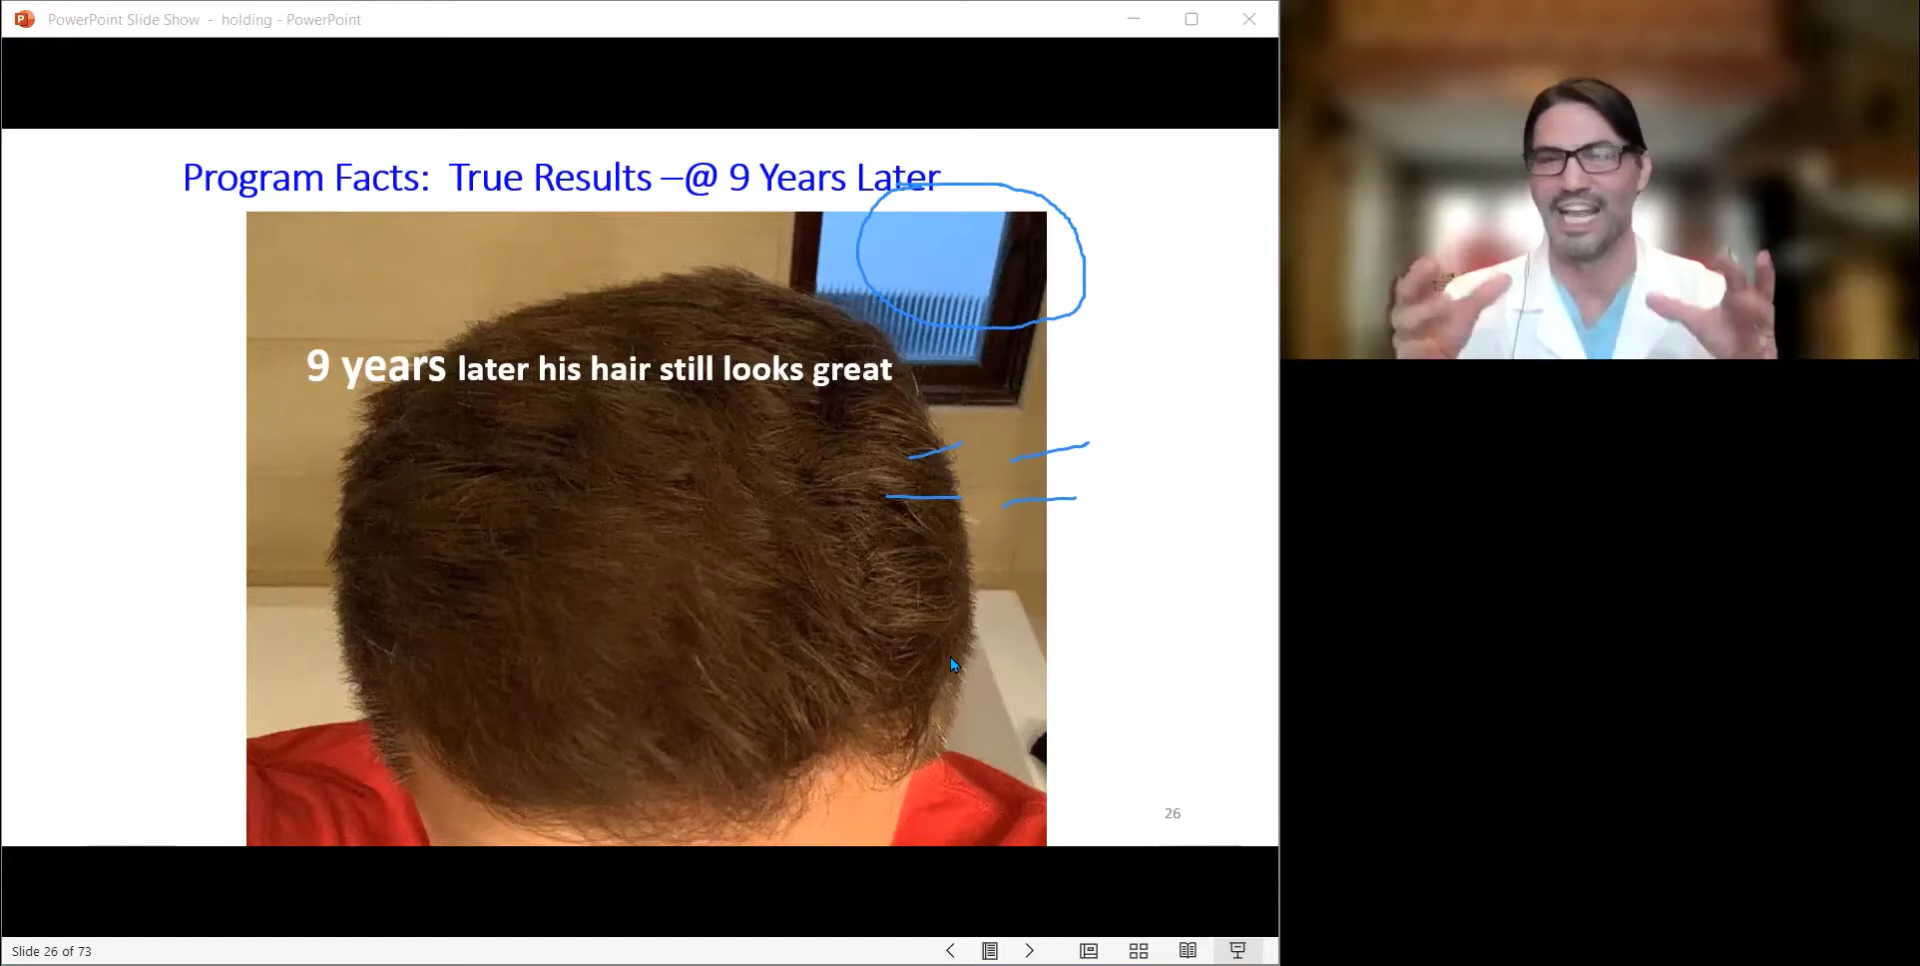 PowerPoint Slide Show - holding - PowerPoint
Program Facts: True Results –@ 9 Years Later
9 years later his hair still looks great
26
Slide 26 of 73